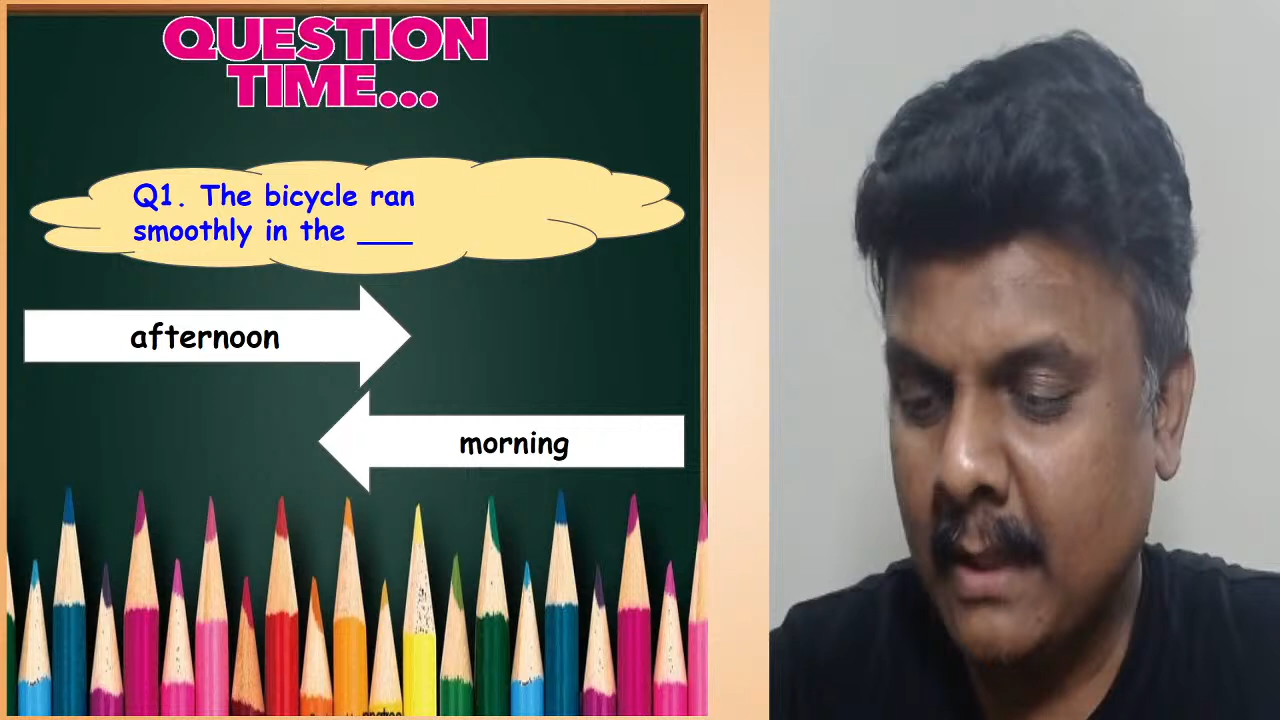 QUESTION
TIME...
Q1. The bicycle ran
smoothly in the ___
afternoon
morning